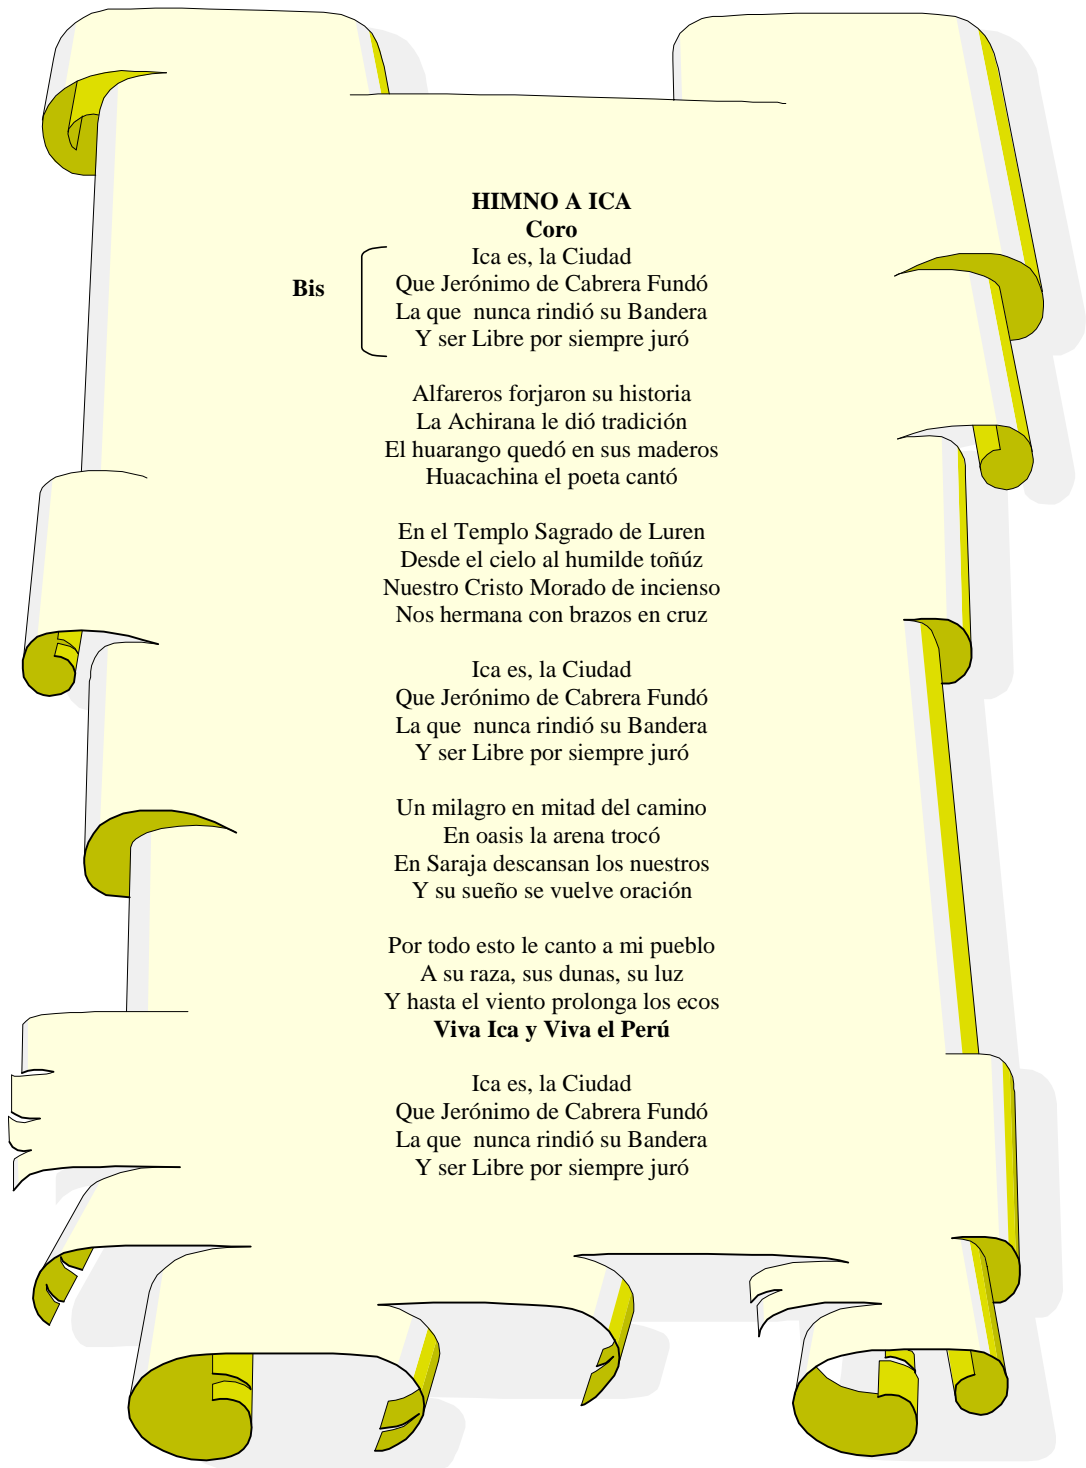 HIMNO A ICA
Coro
Bis
Ica es, la Ciudad
Que Jerónimo de Cabrera Fundó
La que  nunca rindió su Bandera
Y ser Libre por siempre juró

Alfareros forjaron su historia
La Achirana le dió tradición
El huarango quedó en sus maderos
Huacachina el poeta cantó

En el Templo Sagrado de Luren
Desde el cielo al humilde toñúz
Nuestro Cristo Morado de incienso
Nos hermana con brazos en cruz

Ica es, la Ciudad
Que Jerónimo de Cabrera Fundó
La que  nunca rindió su Bandera
Y ser Libre por siempre juró

Un milagro en mitad del camino
En oasis la arena trocó
En Saraja descansan los nuestros
Y su sueño se vuelve oración

Por todo esto le canto a mi pueblo
A su raza, sus dunas, su luz
Y hasta el viento prolonga los ecos
Viva Ica y Viva el Perú

Ica es, la Ciudad
Que Jerónimo de Cabrera Fundó
La que  nunca rindió su Bandera
Y ser Libre por siempre juró